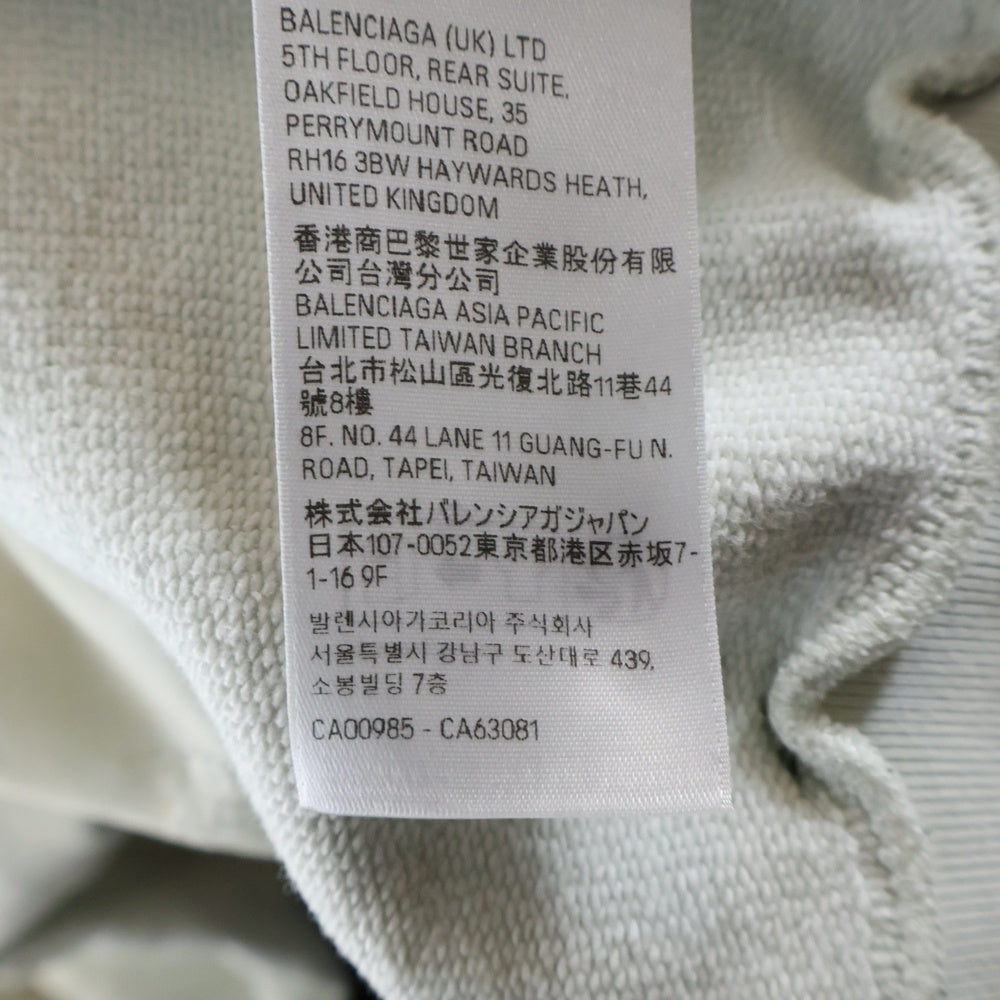 BALENCIAGA (UK) LTD
5TH FLOOR, REAR SUITE,
OAKFIELD HOUSE, 35
PERRYMOUNT ROAD
RH16 3BW HAYWARDS HEATH,
UNITED KINGDOM
香港商巴黎世家企業股份有限
公司台灣分公司
BALENCIAGA ASIA PACIFIC
LIMITED TAIWAN BRANCH
台北市松山區光復北路11巷44
號8樓
8F. NO. 44 LANE 11 GUANG-FU N.
ROAD, TAPEI, TAIWAN
株式会社バレンシアガジャパン
日本107-0052東京都港区赤坂7-
1-16 9F
발렌시아가코리아 주식회사
서울특별시 강남구 도산대로 439,
소봉빌딩 7층
CA00985 - CA63081